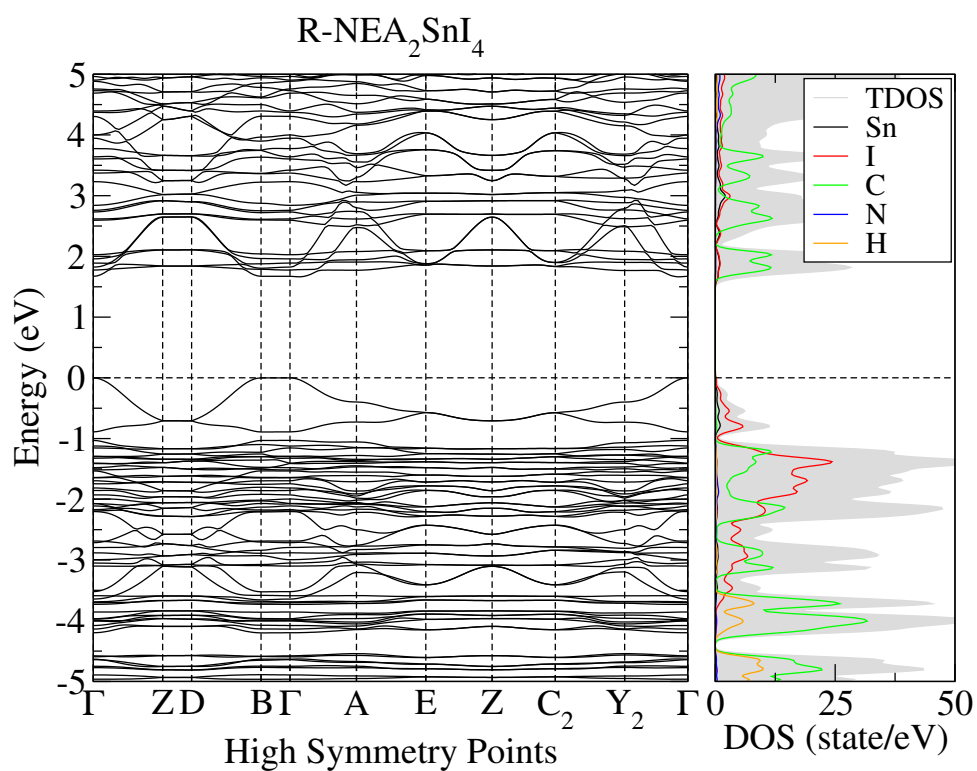 R-NEA₂SnI₄
Energy (eV)
5
4
3
2
1
0
-1
-2
-3
-4
-5
Γ Z D B Γ A E Z C₂ Y₂ Γ
High Symmetry Points
TDOS
Sn
I
C
N
H
0 25 50
DOS (state/eV)